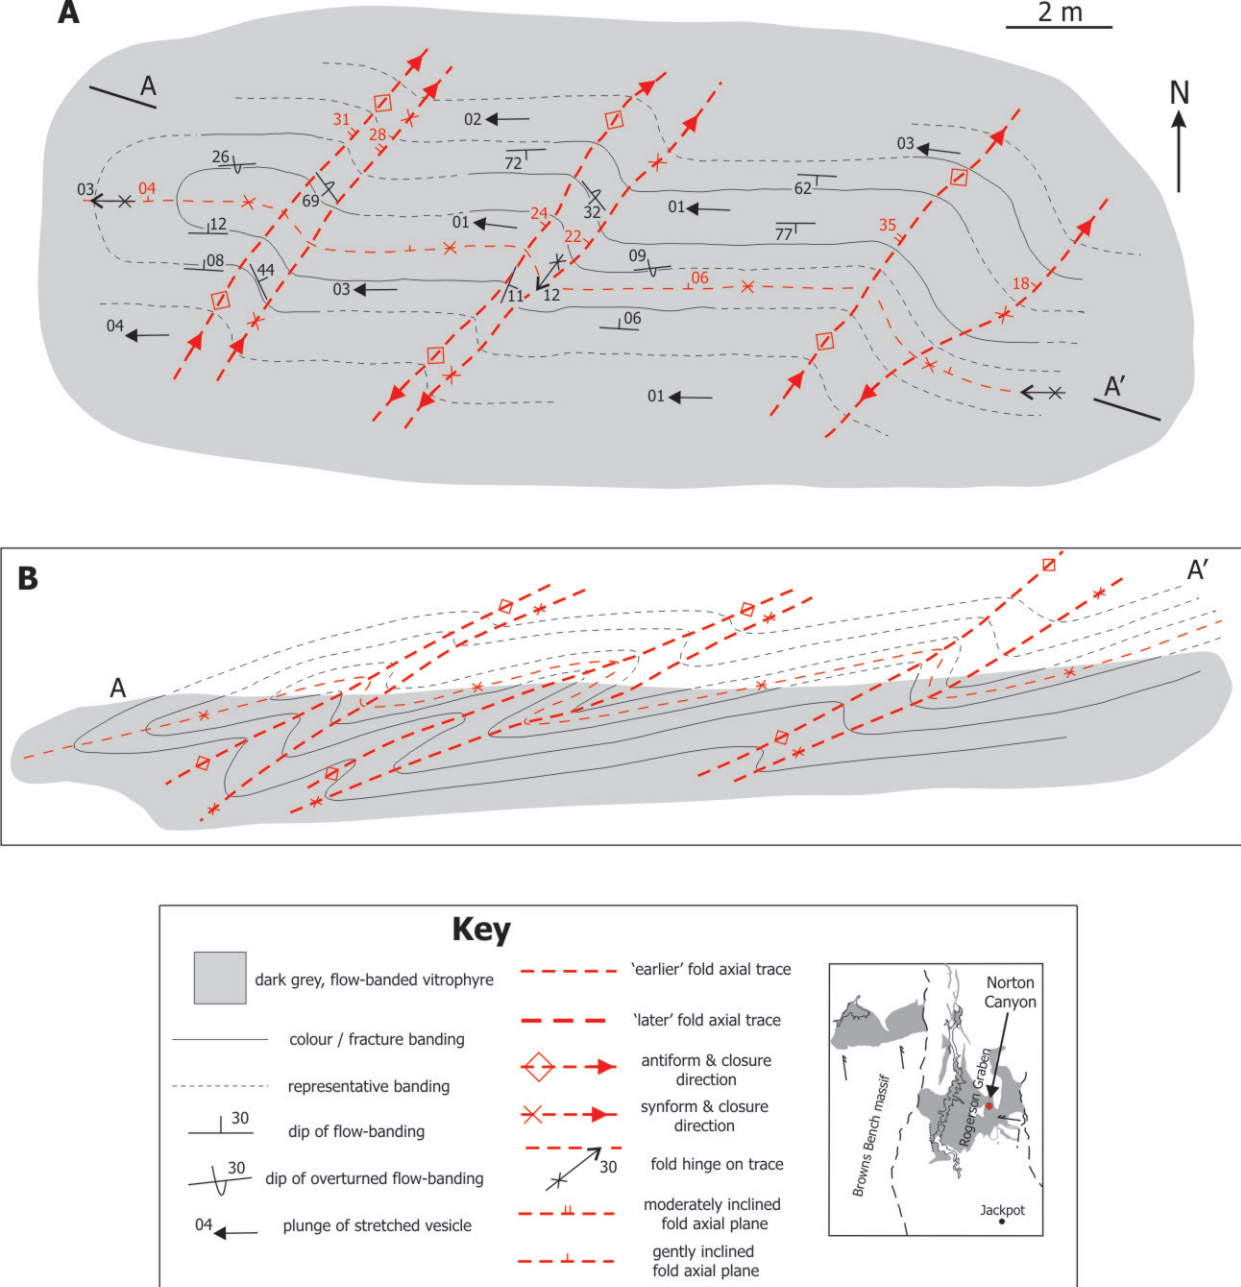 A
2 m
A
N
31
28
02
26
72
03
03
04
69
62
12
24
32
01
01
22
77
35
08
44
09
03
11
12
06
18
04
06
01
A′
B
A′
A
Key
dark grey, flow-banded vitrophyre
colour / fracture banding
representative banding
30
dip of flow-banding
30
dip of overturned flow-banding
04
plunge of stretched vesicle
‘earlier’ fold axial trace
‘later’ fold axial trace
antiform & closure
direction
synform & closure
direction
30
fold hinge on trace
moderately inclined
fold axial plane
gently inclined
fold axial plane
Norton
Canyon
Rogerson Graben
Browns Bench massif
Jackpot